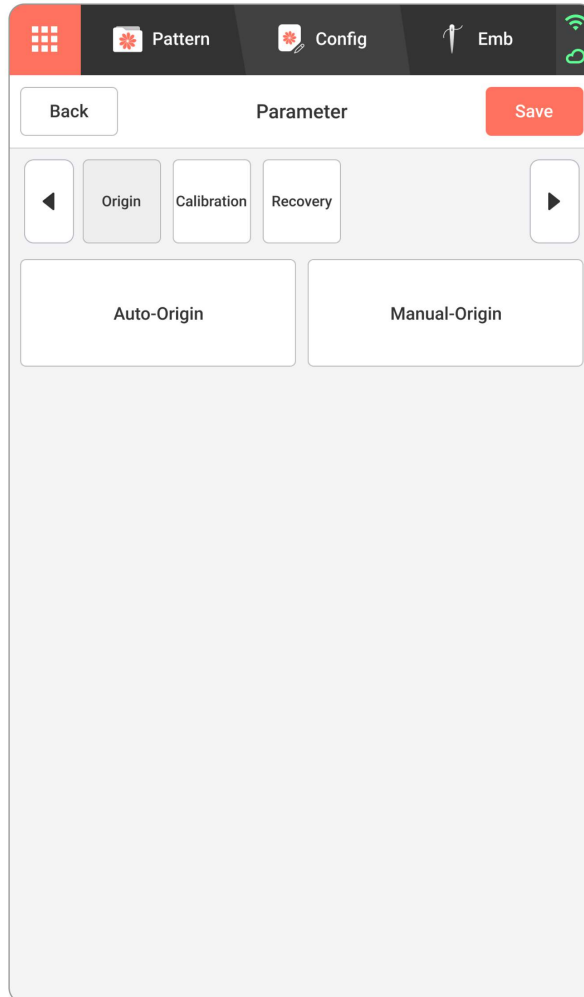 Pattern Config Emb
Back Parameter Save
Origin Calibration Recovery
Auto-Origin Manual-Origin